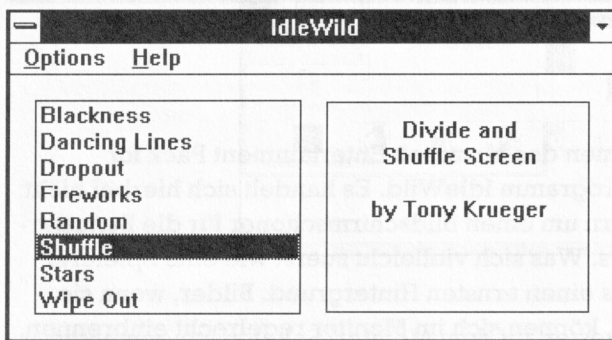 IdleWild
Options Help
Blackness
Dancing Lines
Dropout
Fireworks
Random
Shuffle
Stars
Wipe Out
Divide and
Shuffle Screen
by Tony Krueger